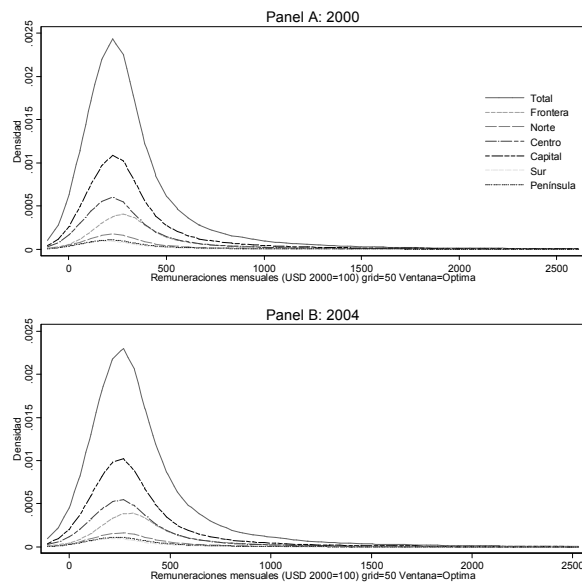 Panel A: 2000
.0025
.002
.0015
.001
.0005
0
Densidad
Total
Frontera
Norte
Centro
Capital
Sur
Península
0 500 1000 1500 2000 2500
Remuneraciones mensuales (USD 2000=100) grid=50 Ventana=Optima
Panel B: 2004
.0025
.002
.0015
.001
.0005
0
Densidad
0 500 1000 1500 2000 2500
Remuneraciones mensuales (USD 2000=100) grid=50 Ventana=Optima